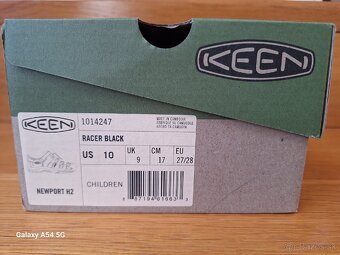 KEEN
KEEN
1014247
MADE IN CAMBODIA
RACER BLACK
US 10
UK 9
CM 17
EU 27/28
NEWPORT H2
CHILDREN
Galaxy A54 5G